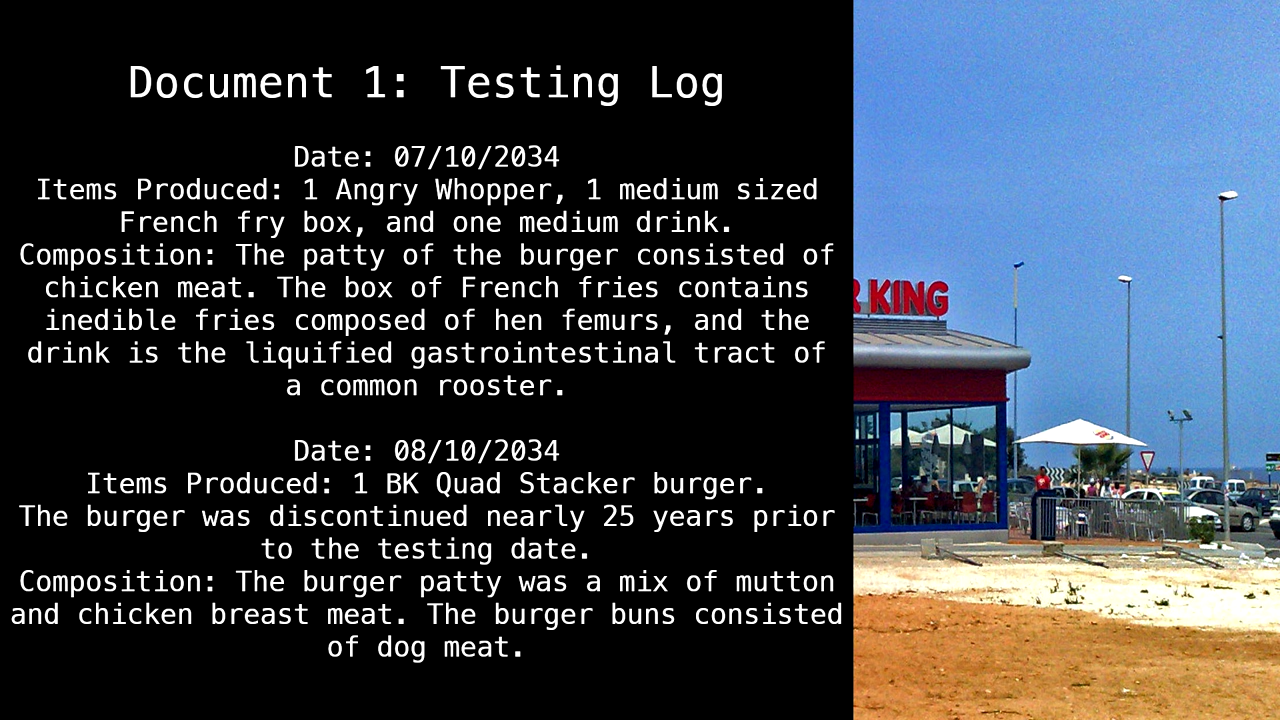 Document 1: Testing Log
Date: 07/10/2034
Items Produced: 1 Angry Whopper, 1 medium sized
French fry box, and one medium drink.
Composition: The patty of the burger consisted of
chicken meat. The box of French fries contains
inedible fries composed of hen femurs, and the
drink is the liquified gastrointestinal tract of
a common rooster.
Date: 08/10/2034
Items Produced: 1 BK Quad Stacker burger.
The burger was discontinued nearly 25 years prior
to the testing date.
Composition: The burger patty was a mix of mutton
and chicken breast meat. The burger buns consisted
of dog meat.
R KING